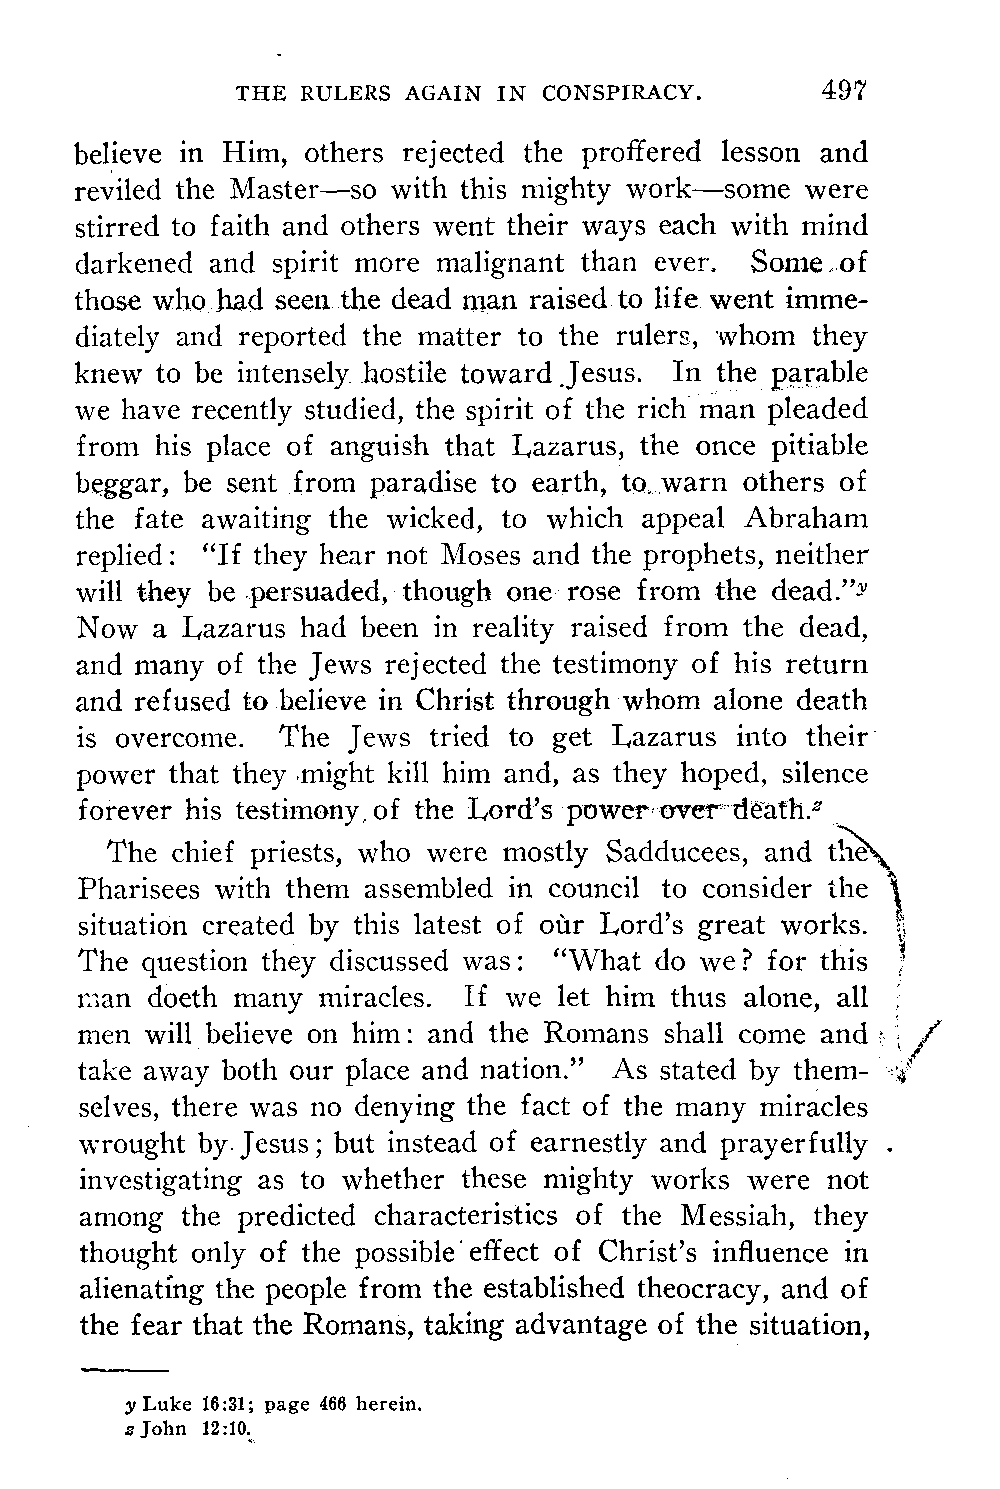 THE RULERS AGAIN IN CONSPIRACY. 497
believe in Him, others rejected the proffered lesson and
reviled the Master—so with this mighty work—some were
stirred to faith and others went their ways each with mind
darkened and spirit more malignant than ever. Some of
those who had seen the dead man raised to life went imme-
diately and reported the matter to the rulers, whom they
knew to be intensely hostile toward Jesus. In the parable
we have recently studied, the spirit of the rich man pleaded
from his place of anguish that Lazarus, the once pitiable
beggar, be sent from paradise to earth, to warn others of
the fate awaiting the wicked, to which appeal Abraham
replied: “If they hear not Moses and the prophets, neither
will they be persuaded, though one rose from the dead.”y
Now a Lazarus had been in reality raised from the dead,
and many of the Jews rejected the testimony of his return
and refused to believe in Christ through whom alone death
is overcome. The Jews tried to get Lazarus into their
power that they might kill him and, as they hoped, silence
forever his testimony of the Lord’s power over death.z
The chief priests, who were mostly Sadducees, and the
Pharisees with them assembled in council to consider the
situation created by this latest of our Lord’s great works.
The question they discussed was: “What do we? for this
man doeth many miracles. If we let him thus alone, all
men will believe on him: and the Romans shall come and
take away both our place and nation.” As stated by them-
selves, there was no denying the fact of the many miracles
wrought by Jesus; but instead of earnestly and prayerfully
investigating as to whether these mighty works were not
among the predicted characteristics of the Messiah, they
thought only of the possible effect of Christ’s influence in
alienating the people from the established theocracy, and of
the fear that the Romans, taking advantage of the situation,
y Luke 16:31; page 466 herein.
z John 12:10.